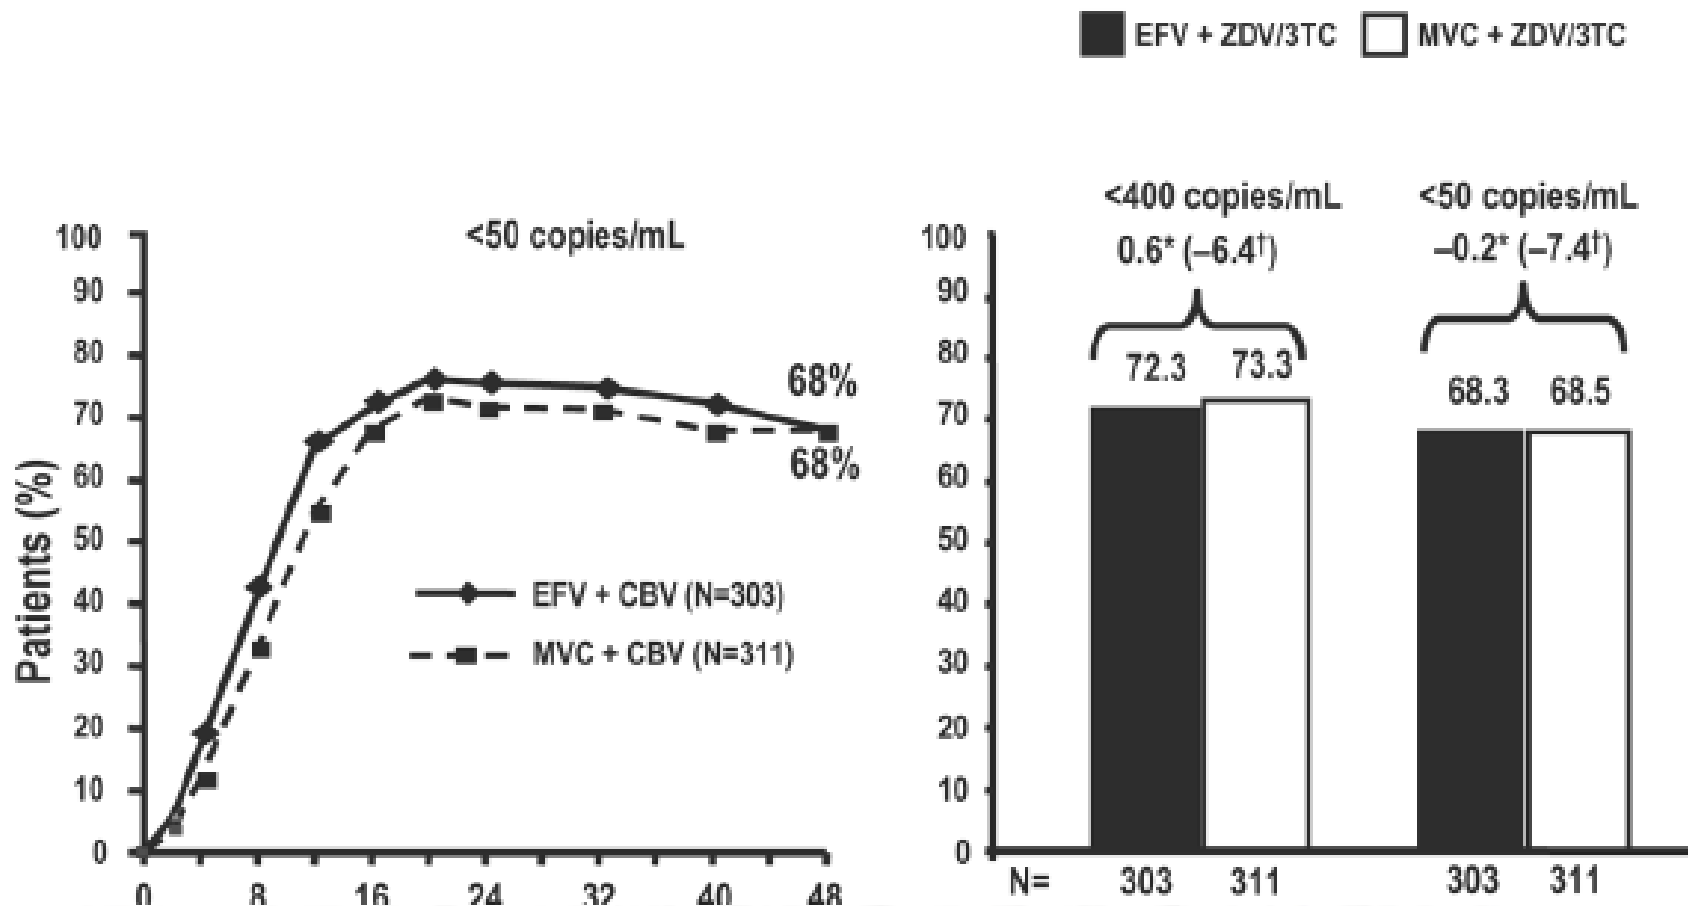 EFV + ZDV/3TC MVC + ZDV/3TC
<50 copies/mL
100
90
80
70
60
50
40
30
20
10
0
Patients (%)
68%
68%
EFV + CBV (N=303)
MVC + CBV (N=311)
0 8 16 24 32 40 48
<400 copies/mL <50 copies/mL
0.6* (–6.4†) –0.2* (–7.4†)
100
90
80
70
60
50
40
30
20
10
0
72.3 73.3 68.3 68.5
N= 303 311 303 311